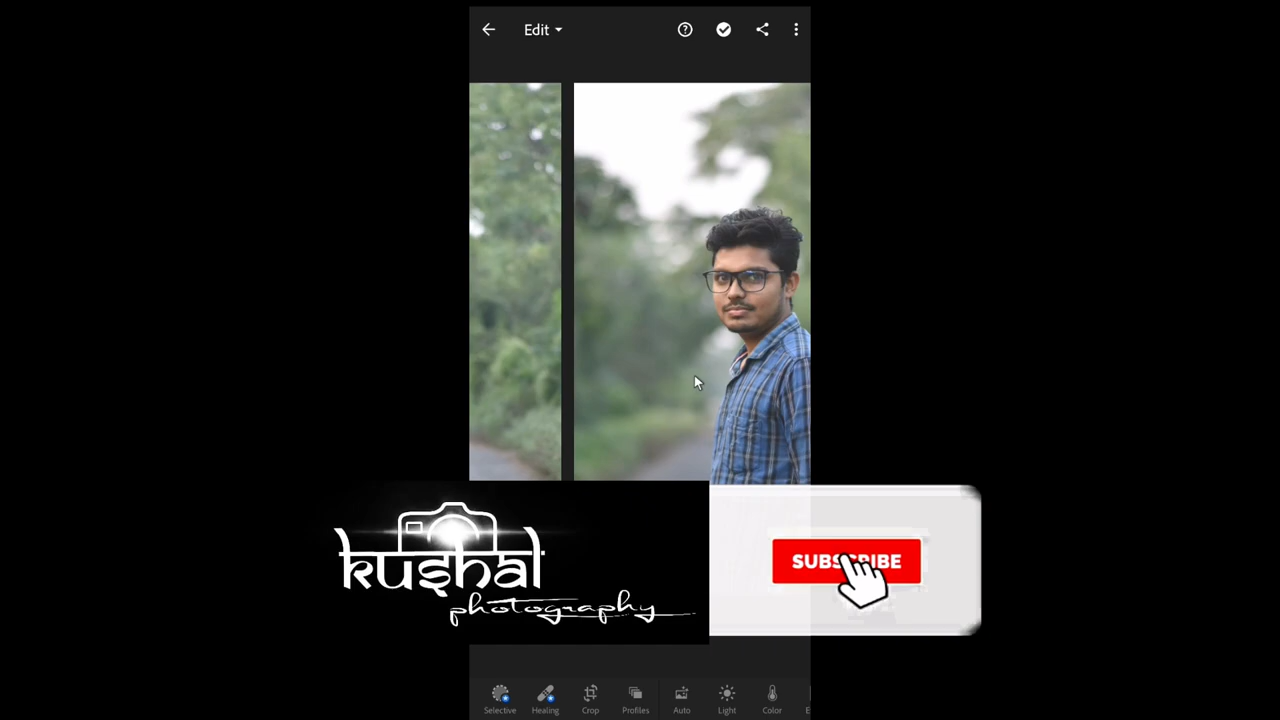 Edit
kushal
photography
SUBSCRIBE
Selective Healing Crop Profiles Auto Light Color